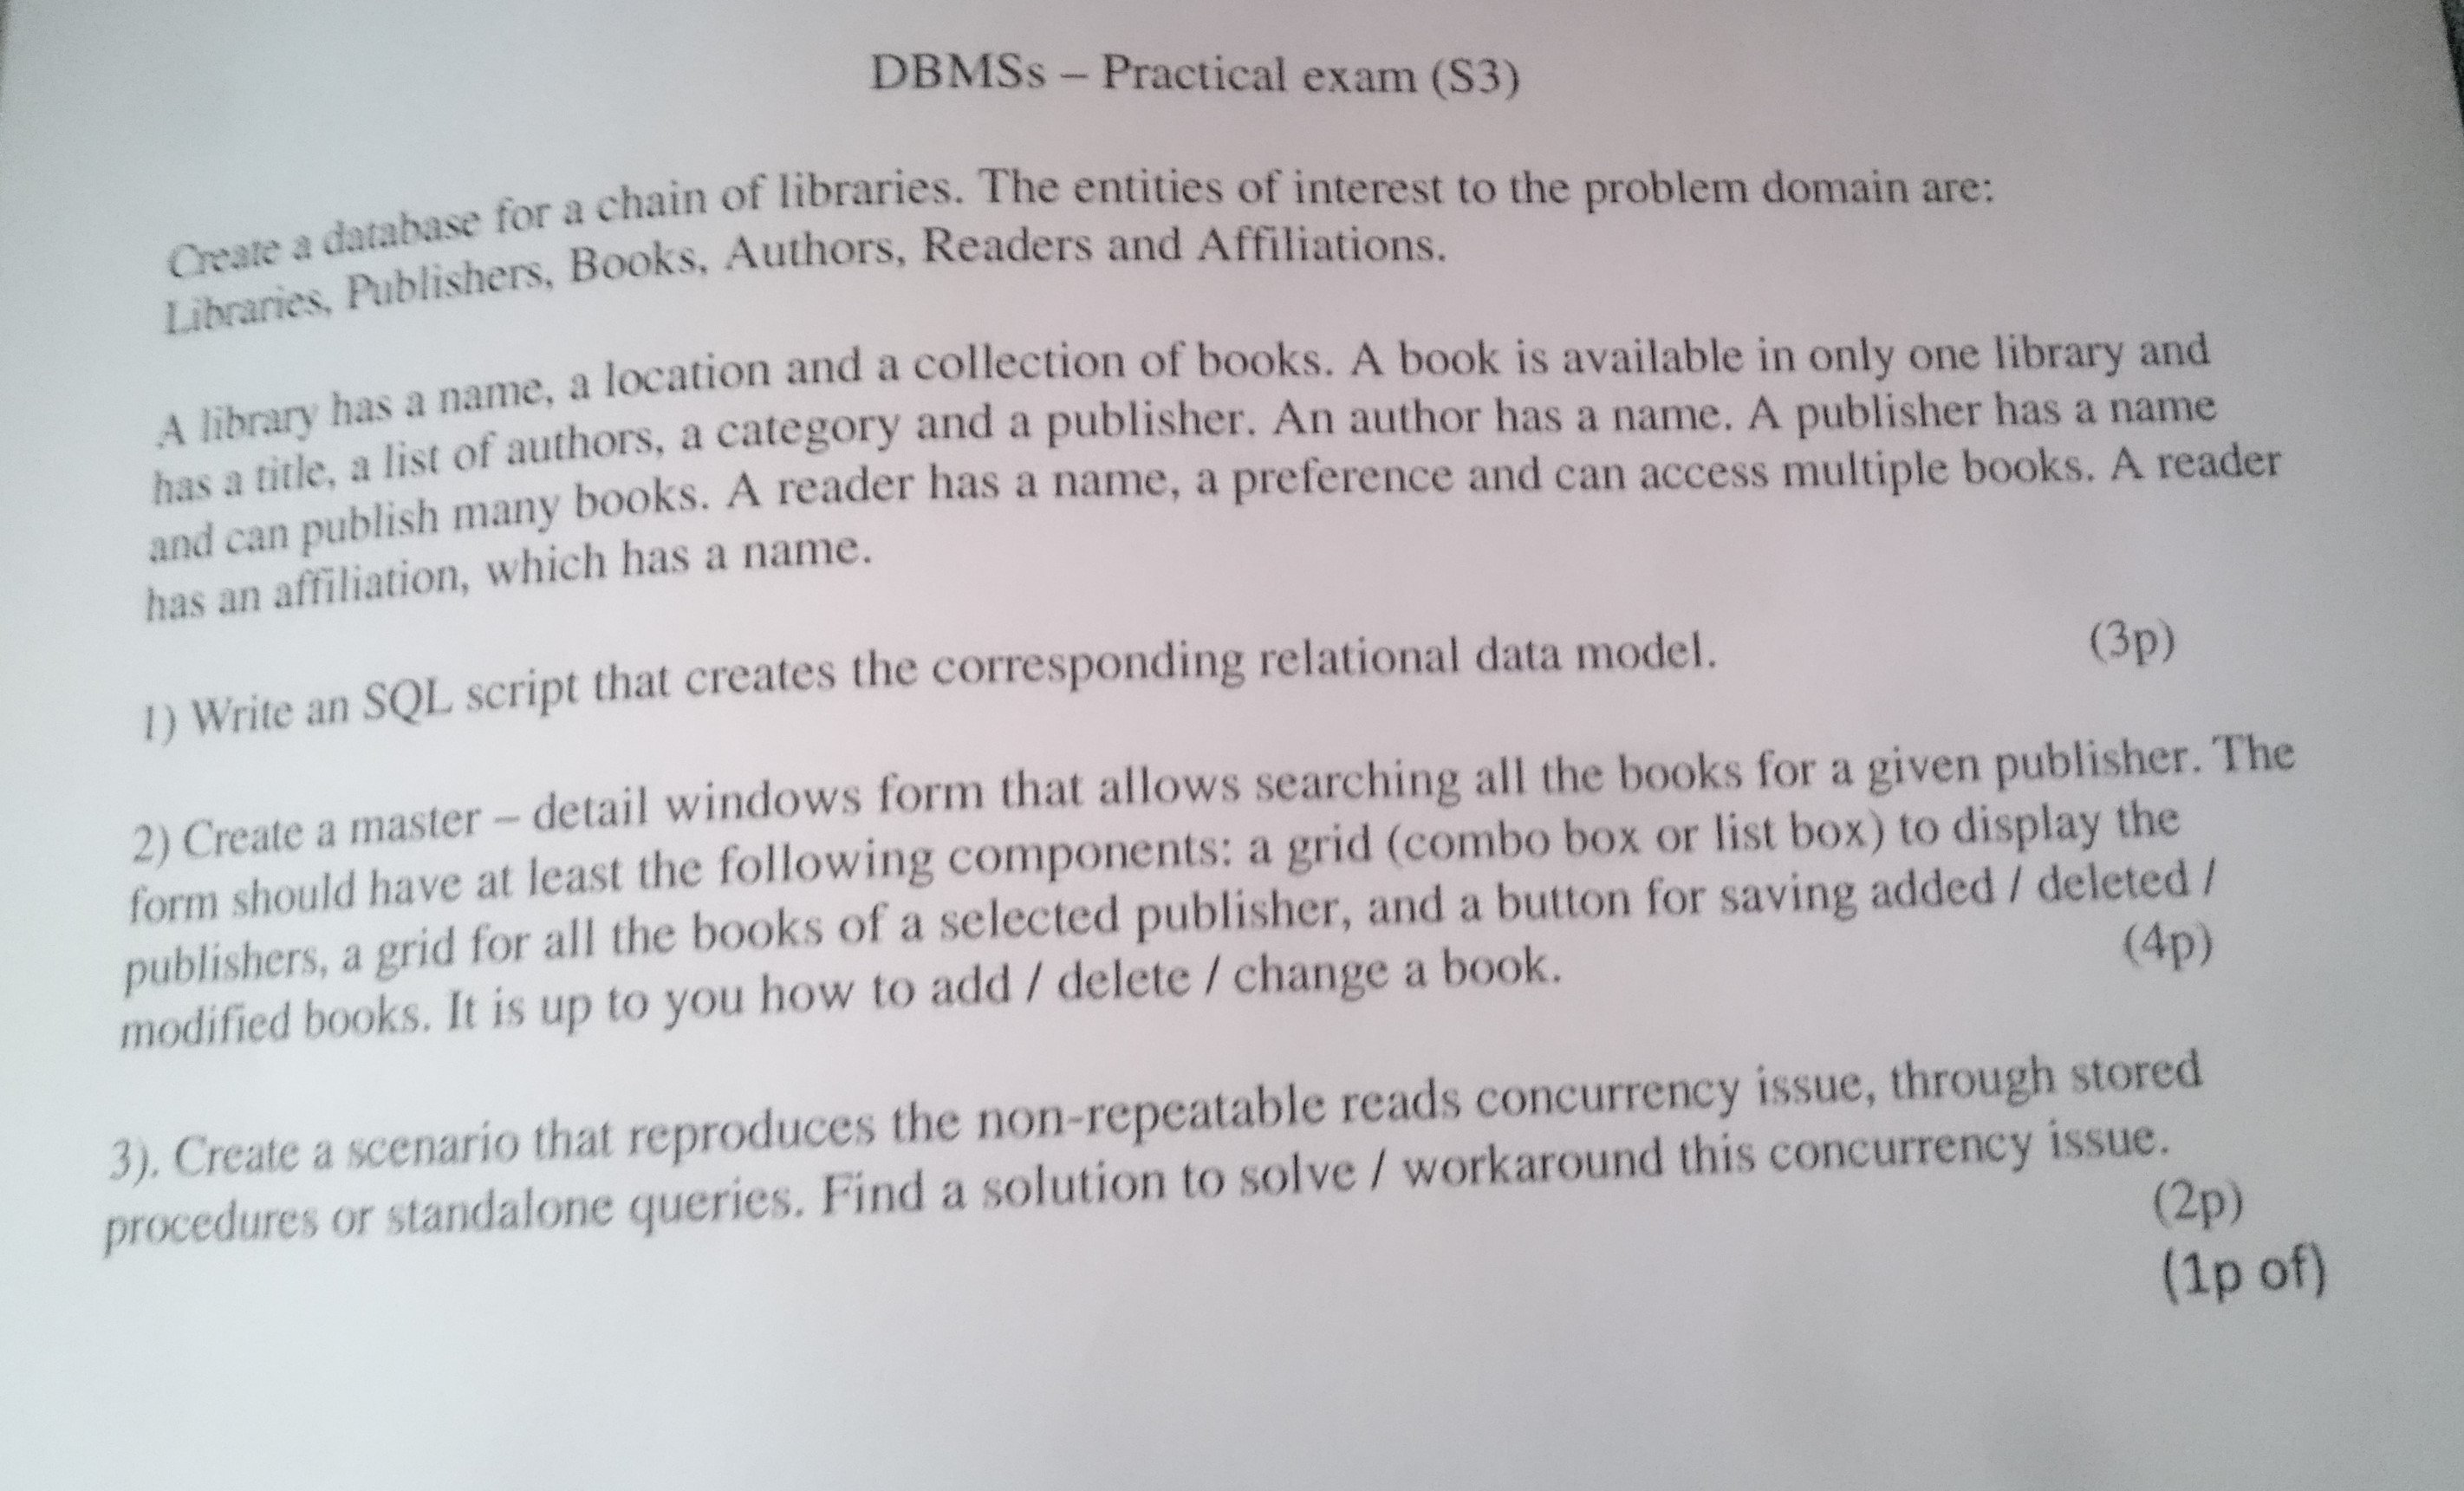 DBMSs – Practical exam (S3)
Create a database for a chain of libraries. The entities of interest to the problem domain are:
Libraries, Publishers, Books, Authors, Readers and Affiliations.
A library has a name, a location and a collection of books. A book is available in only one library and
has a title, a list of authors, a category and a publisher. An author has a name. A publisher has a name
and can publish many books. A reader has a name, a preference and can access multiple books. A reader
has an affiliation, which has a name.
1) Write an SQL script that creates the corresponding relational data model. (3p)
2) Create a master – detail windows form that allows searching all the books for a given publisher. The
form should have at least the following components: a grid (combo box or list box) to display the
publishers, a grid for all the books of a selected publisher, and a button for saving added / deleted /
modified books. It is up to you how to add / delete / change a book. (4p)
3). Create a scenario that reproduces the non-repeatable reads concurrency issue, through stored
procedures or standalone queries. Find a solution to solve / workaround this concurrency issue.
(2p)
(1p of)